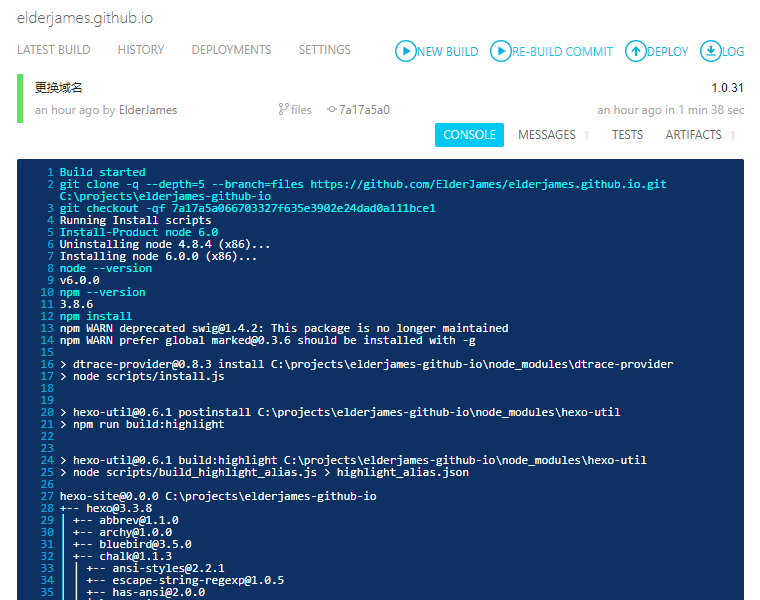 elderjames.github.io
LATEST BUILD HISTORY DEPLOYMENTS SETTINGS NEW BUILD RE-BUILD COMMIT DEPLOY LOG
更换域名 1.0.31
an hour ago by ElderJames files 7a17a5a0 an hour ago in 1 min 38 sec
CONSOLE MESSAGES 1 TESTS ARTIFACTS 1
1 Build started
2 git clone -q --depth=5 --branch=files https://github.com/ElderJames/elderjames.github.io.git
C:\projects\elderjames-github-io
3 git checkout -qf 7a17a5a066703327f635e3902e24dad0a111bce1
4 Running Install scripts
5 Install-Product node 6.0
6 Uninstalling node 4.8.4 (x86)...
7 Installing node 6.0.0 (x86)...
8 node --version
9 v6.0.0
10 npm --version
11 3.8.6
12 npm install
13 npm WARN deprecated swig@1.4.2: This package is no longer maintained
14 npm WARN prefer global marked@0.3.6 should be installed with -g
15
16 > dtrace-provider@0.8.3 install C:\projects\elderjames-github-io\node_modules\dtrace-provider
17 > node scripts/install.js
18
19
20 > hexo-util@0.6.1 postinstall C:\projects\elderjames-github-io\node_modules\hexo-util
21 > npm run build:highlight
22
23
24 > hexo-util@0.6.1 build:highlight C:\projects\elderjames-github-io\node_modules\hexo-util
25 > node scripts/build_highlight_alias.js > highlight_alias.json
26
27 hexo-site@0.0.0 C:\projects\elderjames-github-io
28 +-- hexo@3.3.8
29 | +-- abbrev@1.1.0
30 | +-- archy@1.0.0
31 | +-- bluebird@3.5.0
32 | +-- chalk@1.1.3
33 | | +-- ansi-styles@2.2.1
34 | | +-- escape-string-regexp@1.0.5
35 | | +-- has-ansi@2.0.0